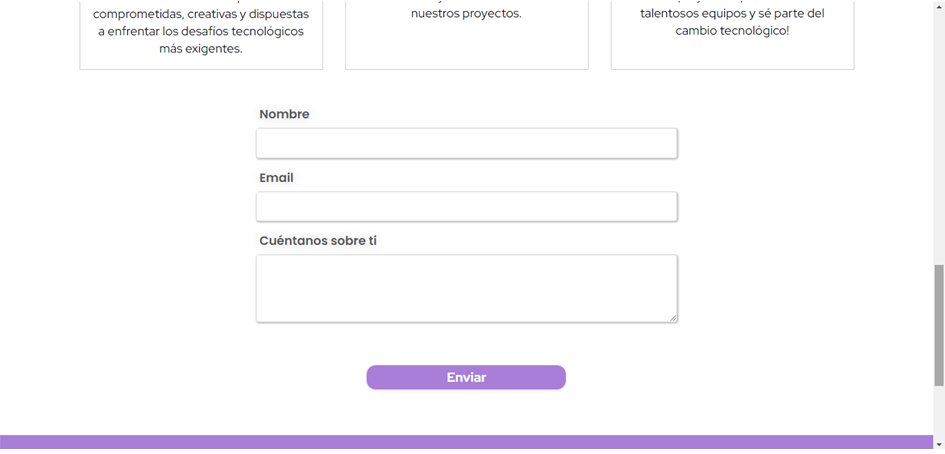 comprometidas, creativas y dispuestas
a enfrentar los desafíos tecnológicos
más exigentes.
nuestros proyectos.
talentosos equipos y sé parte del
cambio tecnológico!
Nombre
Email
Cuéntanos sobre ti
Enviar